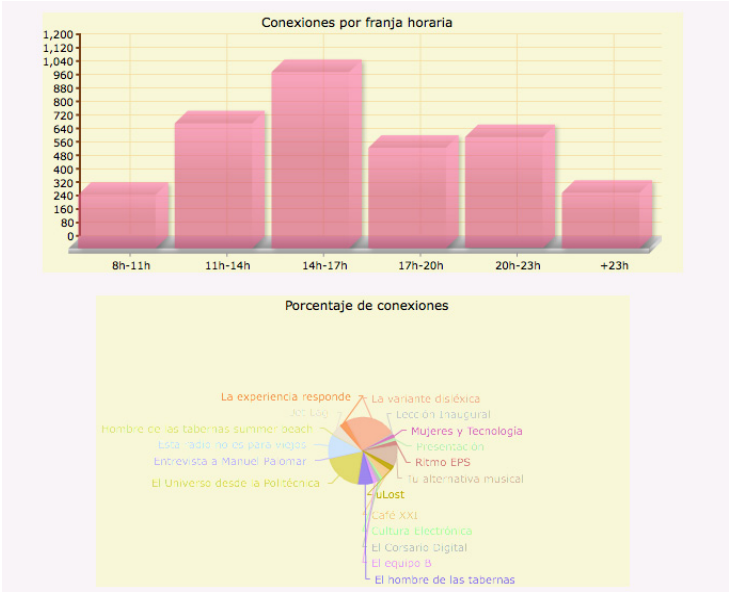 Conexiones por franja horaria
1,200
1,120
1,040
960
880
800
720
640
560
480
400
320
240
160
80
0
8h-11h 11h-14h 14h-17h 17h-20h 20h-23h +23h
Porcentaje de conexiones
La experiencia responde
La variante disléxica
Jet Lag
Lección Inaugural
Hombre de las tabernas summer beach
Mujeres y Tecnología
Esta radio no es para viejos
Presentación
Entrevista a Manuel Palomar
Ritmo EPS
El Universo desde la Politécnica
Tu alternativa musical
uLost
Café XXI
Cultura Electrónica
El Corsario Digital
El equipo B
El hombre de las tabernas